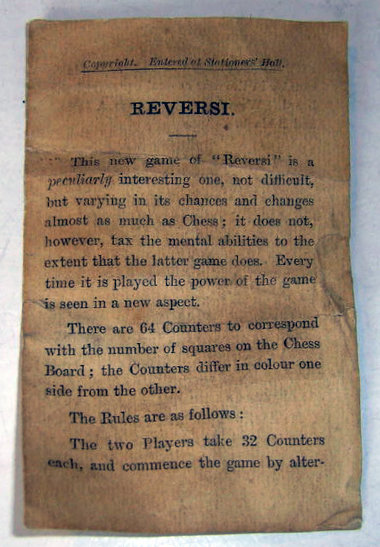 Copyright. Entered at Stationers' Hall.
REVERSI.
This new game of "Reversi" is a
peculiarly interesting one, not difficult,
but varying in its chances and changes
almost as much as Chess; it does not,
however, tax the mental abilities to the
extent that the latter game does. Every
time it is played the power of the game
is seen in a new aspect.
There are 64 Counters to correspond
with the number of squares on the Chess
Board; the Counters differ in colour one
side from the other.
The Rules are as follows:
The two Players take 32 Counters
each, and commence the game by alter-